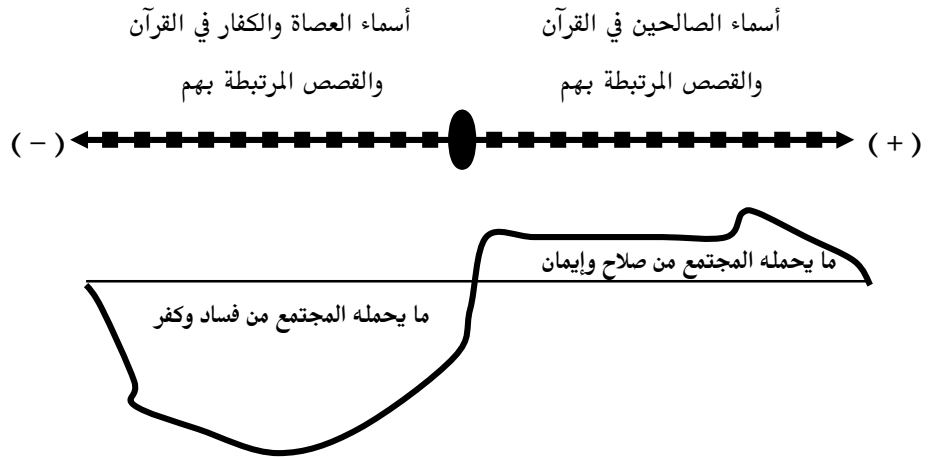 أسماء الصالحين في القرآن
والقصص المرتبطة بهم
أسماء العصاة والكفار في القرآن
والقصص المرتبطة بهم
( + )
( − )
ما يحمله المجتمع من صلاح وإيمان
ما يحمله المجتمع من فساد وكفر